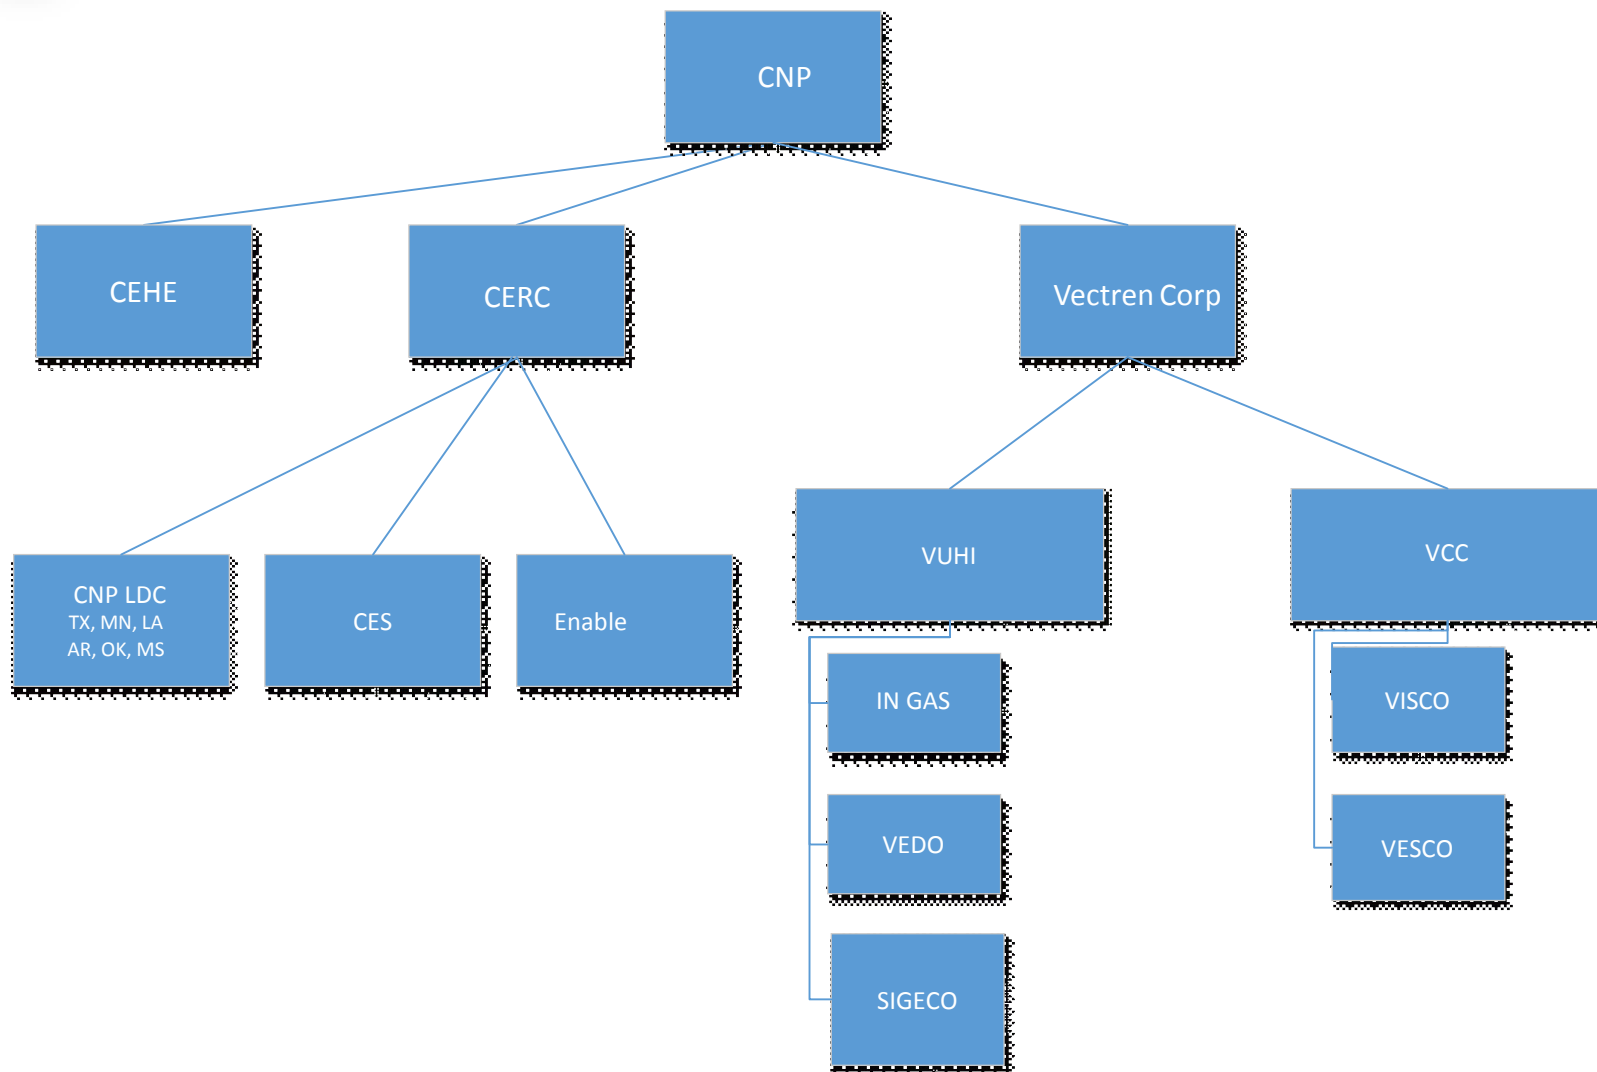 CNP
CEHE
CERC
Vectren Corp
CNP LDC
TX, MN, LA
AR, OK, MS
CES
Enable
VUHI
VCC
IN GAS
VEDO
SIGECO
VISCO
VESCO